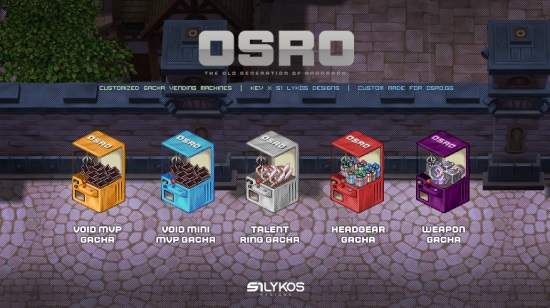 OSRO
THE OLD GENERATION OF RAGNAROK
CUSTOMIZED GACHA VENDING MACHINES | KEV X S1 LYKOS DESIGNS | CUSTOM MADE FOR OSRO.GG
OSRO OSRO OSRO OSRO OSRO
VOID MVP GACHA
VOID MINI MVP GACHA
TALENT RING GACHA
HEADGEAR GACHA
WEAPON GACHA
S1LYKOS
DESIGNS